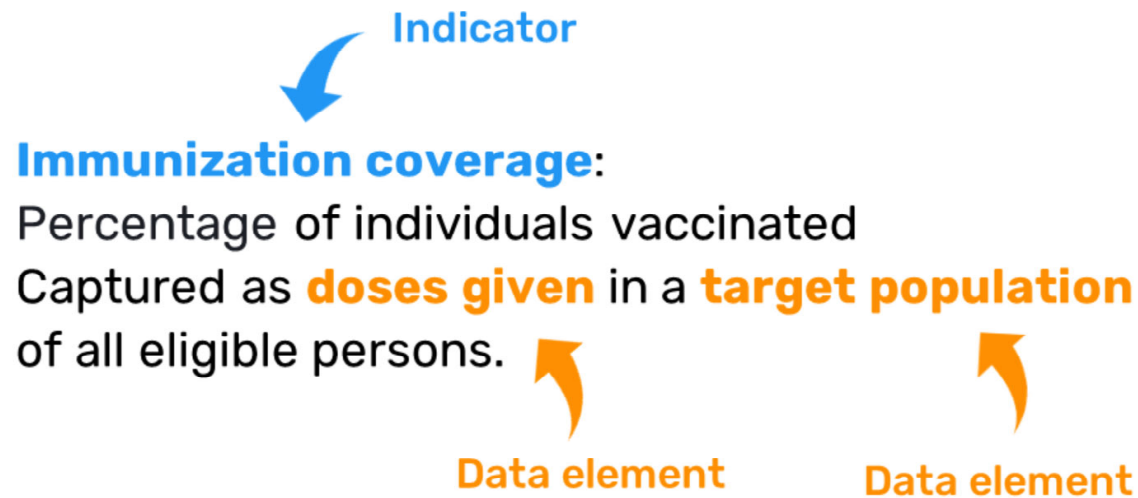 Indicator
Immunization coverage:
Percentage of individuals vaccinated
Captured as doses given in a target population
of all eligible persons.
Data element
Data element